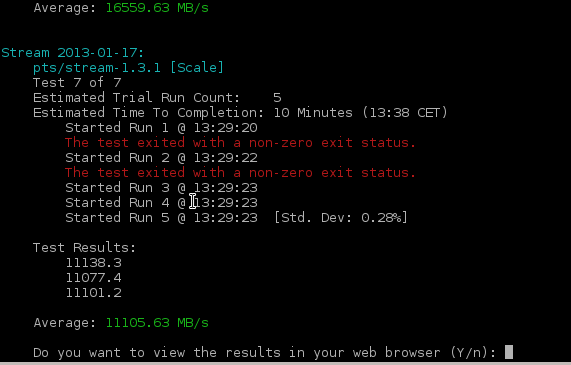 Average: 16559.63 MB/s
Stream 2013-01-17:
pts/stream-1.3.1 [Scale]
Test 7 of 7
Estimated Trial Run Count: 5
Estimated Time To Completion: 10 Minutes (13:38 CET)
Started Run 1 @ 13:29:20
The test exited with a non-zero exit status.
Started Run 2 @ 13:29:22
The test exited with a non-zero exit status.
Started Run 3 @ 13:29:23
Started Run 4 @ 13:29:23
Started Run 5 @ 13:29:23 [Std. Dev: 0.28%]
Test Results:
11138.3
11077.4
11101.2
Average: 11105.63 MB/s
Do you want to view the results in your web browser (Y/n):